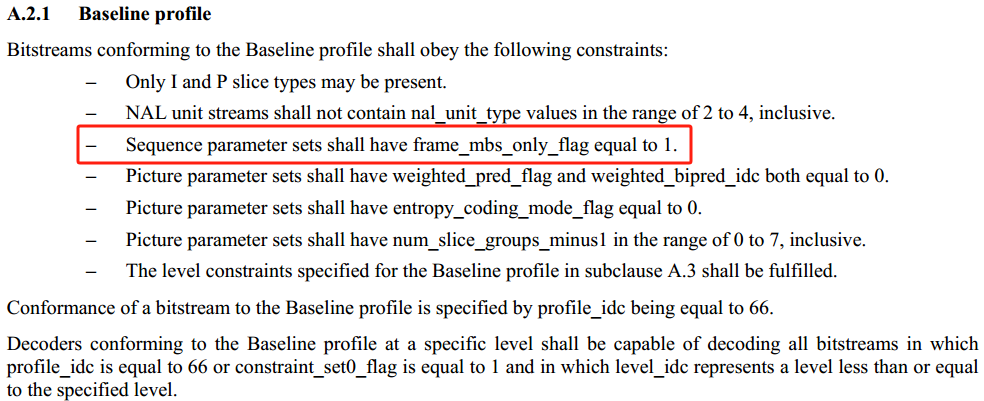 A.2.1 Baseline profile
Bitstreams conforming to the Baseline profile shall obey the following constraints:
– Only I and P slice types may be present.
– NAL unit streams shall not contain nal_unit_type values in the range of 2 to 4, inclusive.
– Sequence parameter sets shall have frame_mbs_only_flag equal to 1.
– Picture parameter sets shall have weighted_pred_flag and weighted_bipred_idc both equal to 0.
– Picture parameter sets shall have entropy_coding_mode_flag equal to 0.
– Picture parameter sets shall have num_slice_groups_minus1 in the range of 0 to 7, inclusive.
– The level constraints specified for the Baseline profile in subclause A.3 shall be fulfilled.
Conformance of a bitstream to the Baseline profile is specified by profile_idc being equal to 66.
Decoders conforming to the Baseline profile at a specific level shall be capable of decoding all bitstreams in which
profile_idc is equal to 66 or constraint_set0_flag is equal to 1 and in which level_idc represents a level less than or equal
to the specified level.